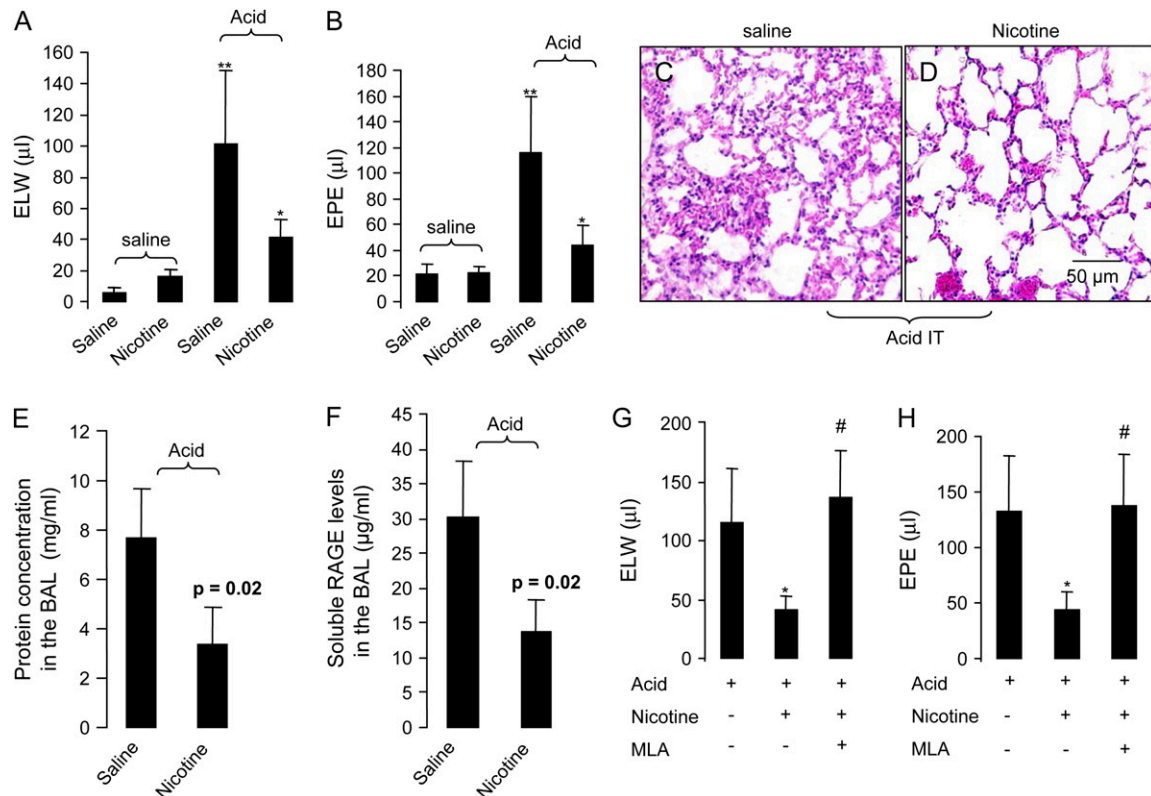 A
Acid
ELW (µl)
160
140
120
100
80
60
40
20
0
**
*
saline
Saline
Nicotine
Saline
Nicotine
B
Acid
EPE (µl)
180
160
140
120
100
80
60
40
20
0
**
*
saline
Saline
Nicotine
Saline
Nicotine
saline
Nicotine
C
D
50 µm
Acid IT
E
Protein concentration
in the BAL (mg/ml)
12
10
8
6
4
2
0
Acid
p = 0.02
Saline
Nicotine
F
Soluble RAGE levels
in the BAL (µg/ml)
45
40
35
30
25
20
15
10
5
0
Acid
p = 0.02
Saline
Nicotine
G
ELW (µl)
200
150
100
50
0
*
#
Acid + + +
Nicotine - + +
MLA - - +
H
EPE (µl)
200
150
100
50
0
*
#
Acid + + +
Nicotine - + +
MLA - - +